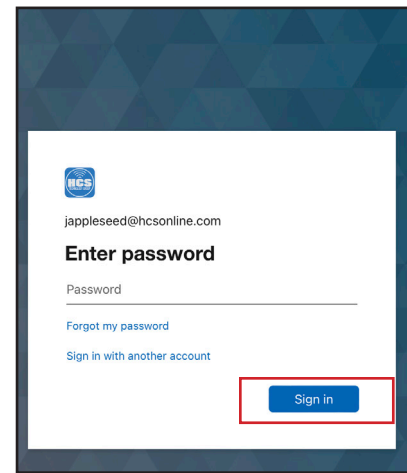 HCS
jappleseed@hcsonline.com
Enter password
Password
Forgot my password
Sign in with another account
Sign in